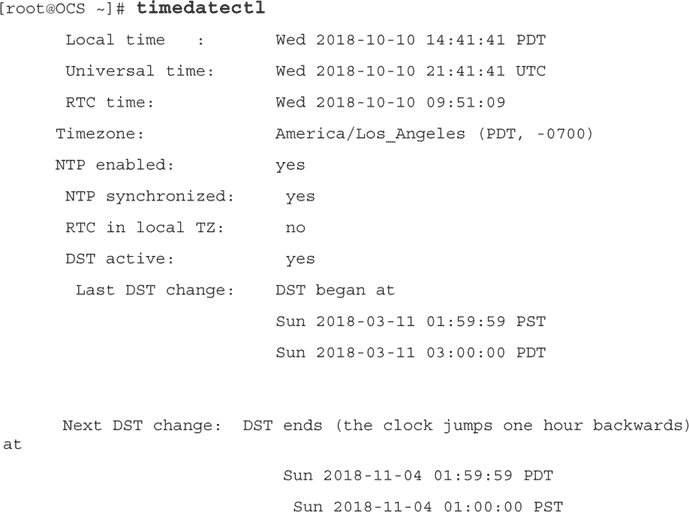 [root@OCS ~]# timedatectl
Local time : Wed 2018-10-10 14:41:41 PDT
Universal time: Wed 2018-10-10 21:41:41 UTC
RTC time: Wed 2018-10-10 09:51:09
Timezone: America/Los_Angeles (PDT, -0700)
NTP enabled: yes
NTP synchronized: yes
RTC in local TZ: no
DST active: yes
Last DST change: DST began at
Sun 2018-03-11 01:59:59 PST
Sun 2018-03-11 03:00:00 PDT
Next DST change: DST ends (the clock jumps one hour backwards)
at
Sun 2018-11-04 01:59:59 PDT
Sun 2018-11-04 01:00:00 PST